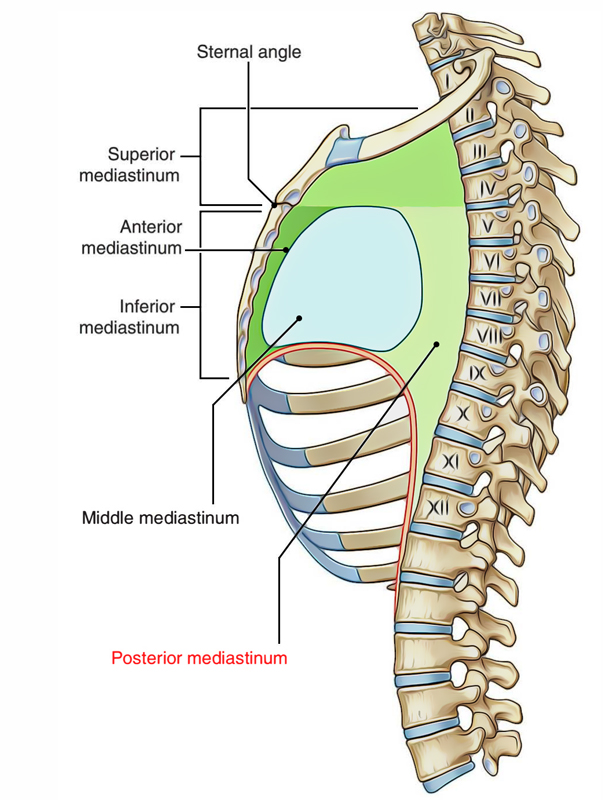 Sternal angle
I
II
Superior
mediastinum
III
IV
Anterior
mediastinum
V
VI
Inferior
mediastinum
VII
VIII
IX
X
XI
XII
Middle mediastinum
Posterior mediastinum